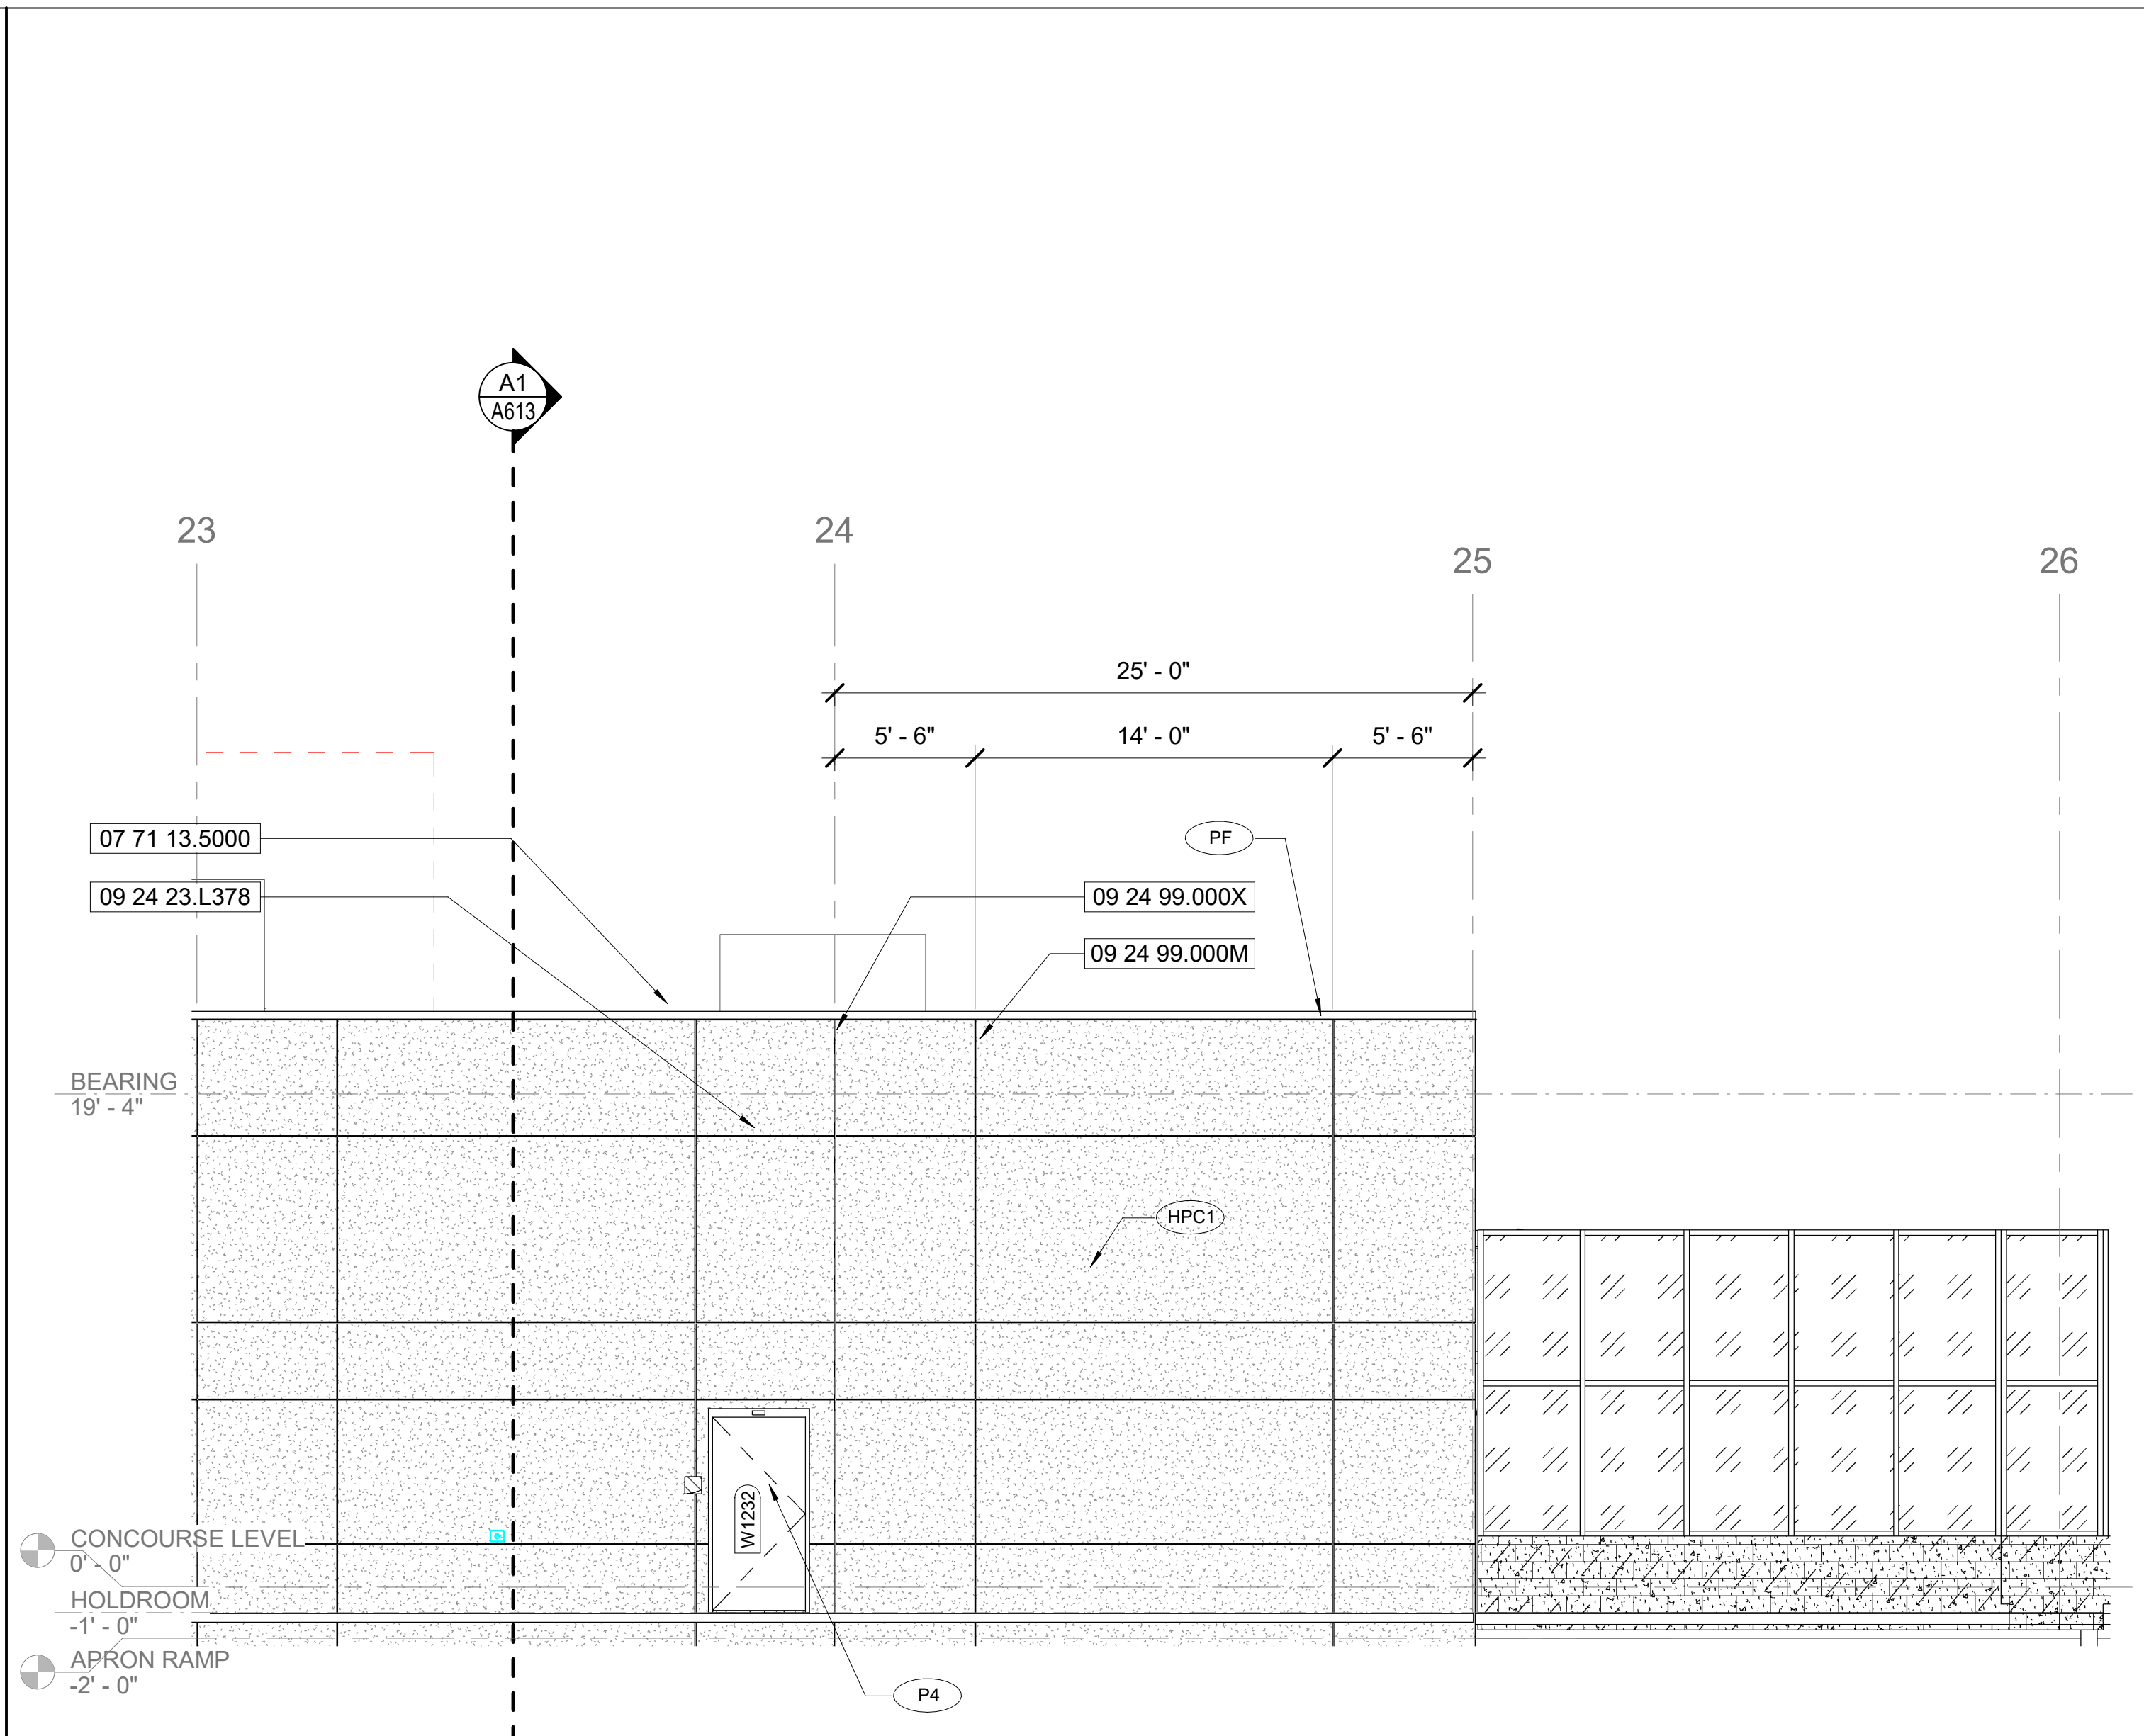 A1
A613
23
24
25
26
25' - 0"
5' - 6"
14' - 0"
5' - 6"
07 71 13.5000
PF
09 24 23.L378
09 24 99.000X
09 24 99.000M
BEARING
19' - 4"
HPC1
W1232
CONCOURSE LEVEL
0' - 0"
HOLDROOM
-1' - 0"
APRON RAMP
-2' - 0"
P4